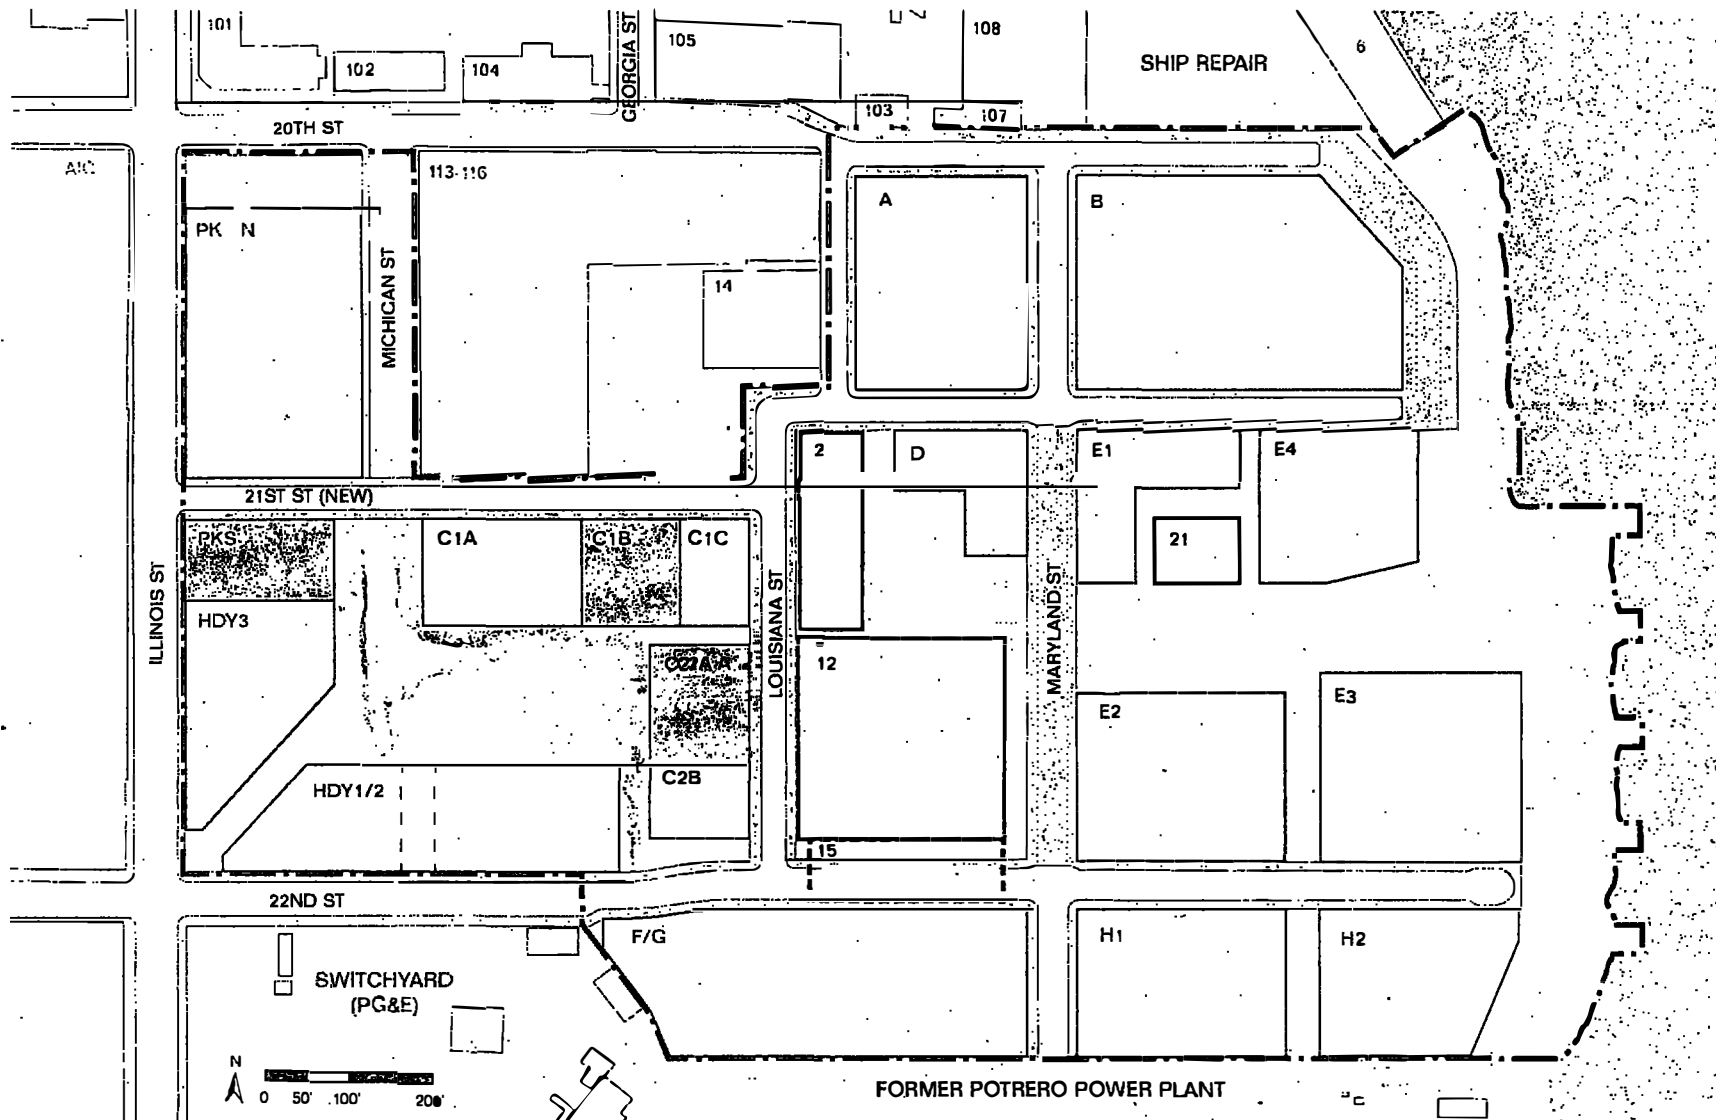 101
102
104
GEORGIA ST
105
108
SHIP REPAIR
6
103
107
20TH ST
AIC
113-116
PK N
MICHICAN ST
14
A
B
21ST ST (NEW)
2
D
E1
E4
21
PKS
C1A
C1B
C1C
HDY3
ILLINOIS ST
LOUISIANA ST
MARYLAND ST
12
E2
E3
C2B
HDY1/2
15
22ND ST
F/G
H1
H2
SWITCHYARD
(PG&E)
N
0 50' 100' 200'
FORMER POTRERO POWER PLANT